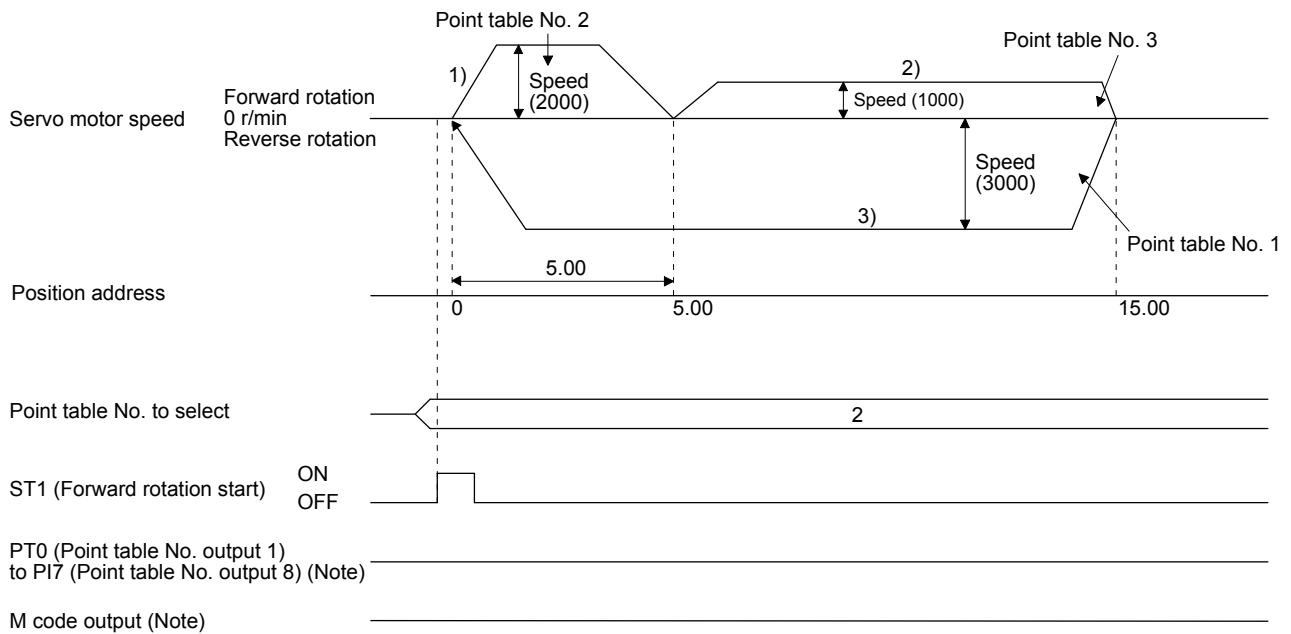 Point table No. 2
Point table No. 3
1)
Speed
(2000)
2)
Speed (1000)
Servo motor speed
Forward rotation
0 r/min
Reverse rotation
Speed
(3000)
3)
Point table No. 1
5.00
Position address
0
5.00
15.00
Point table No. to select
2
ST1 (Forward rotation start)
ON
OFF
PT0 (Point table No. output 1)
to PI7 (Point table No. output 8) (Note)
M code output (Note)